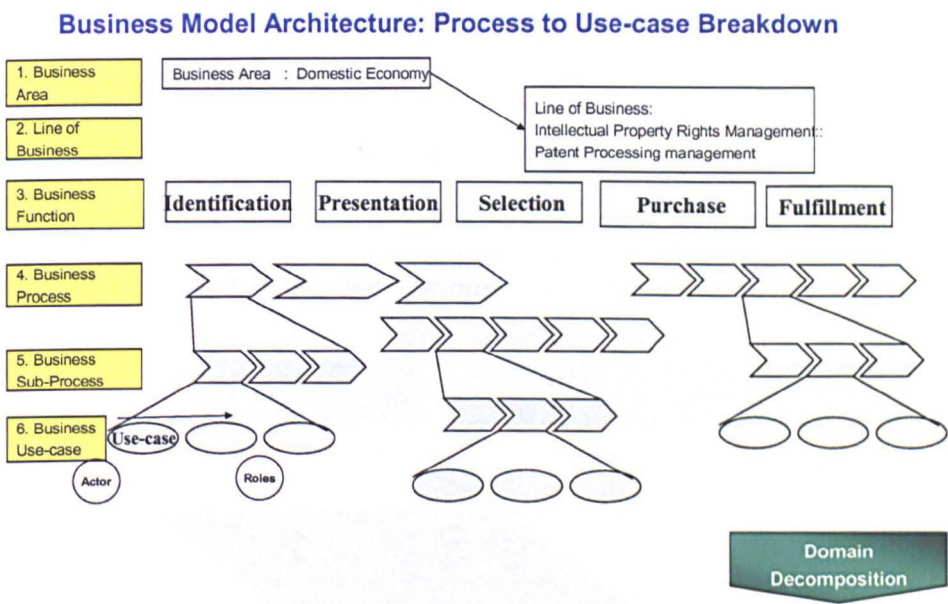 Business Model Architecture: Process to Use-case Breakdown
1. Business
Area
Business Area : Domestic Economy
Line of Business:
Intellectual Property Rights Management::
Patent Processing management
2. Line of
Business
3. Business
Function
Identification
Presentation
Selection
Purchase
Fulfillment
4. Business
Process
5. Business
Sub-Process
6. Business
Use-case
Use-case
Actor
Roles
Domain
Decomposition